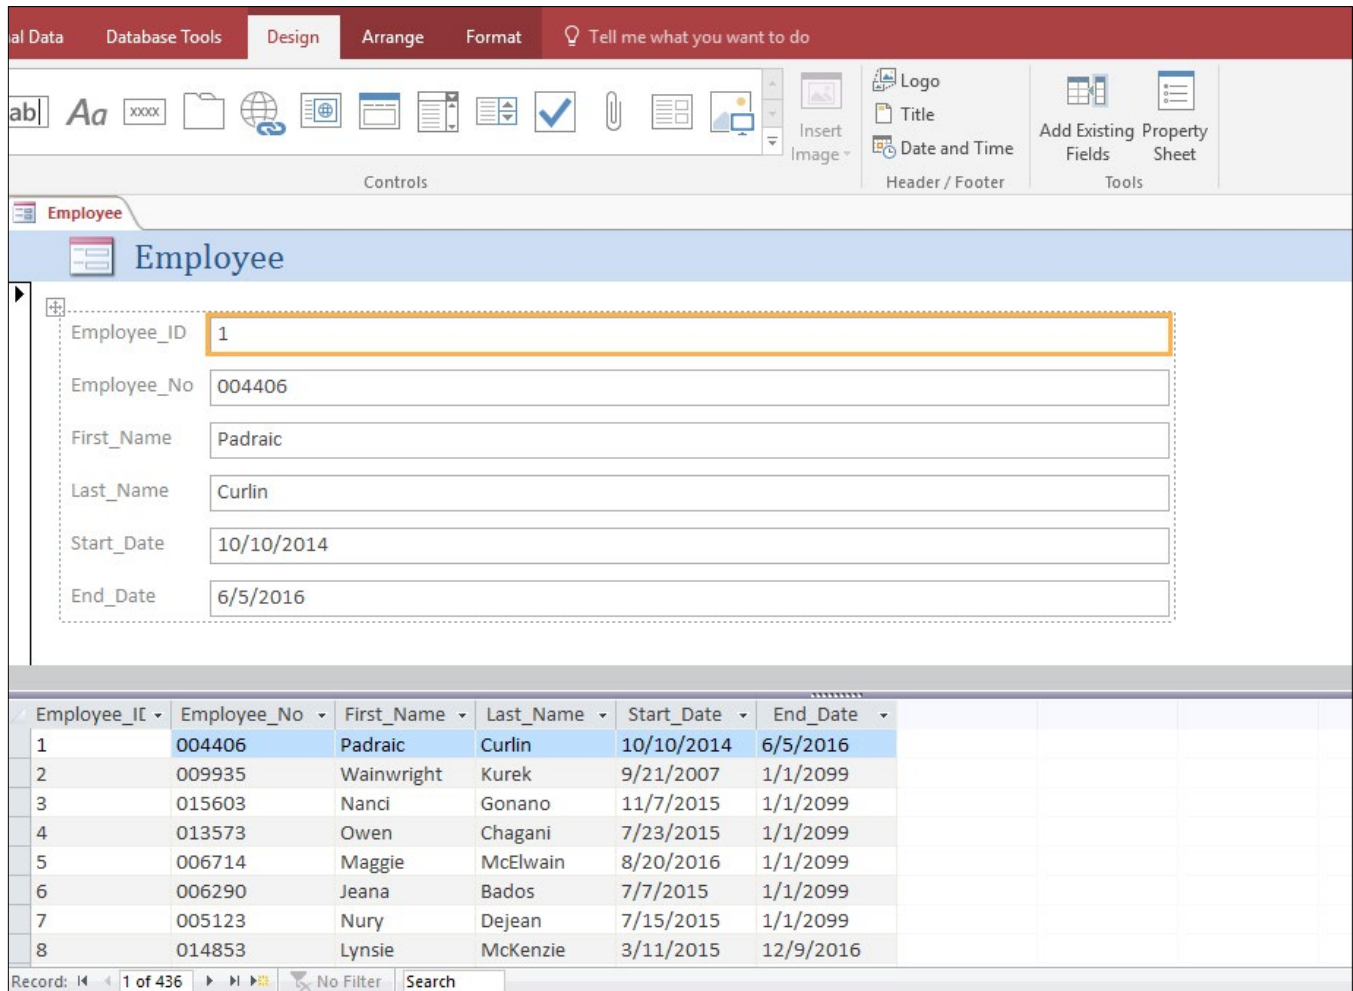 al Data Database Tools Design Arrange Format Tell me what you want to do
ab Aa xxxx
Insert Image
Logo
Title
Date and Time
Add Existing Fields
Property Sheet
Controls Header / Footer Tools
Employee
Employee
Employee_ID 1
Employee_No 004406
First_Name Padraic
Last_Name Curlin
Start_Date 10/10/2014
End_Date 6/5/2016
Employee_IC Employee_No First_Name Last_Name Start_Date End_Date
1 004406 Padraic Curlin 10/10/2014 6/5/2016
2 009935 Wainwright Kurek 9/21/2007 1/1/2099
3 015603 Nanci Gonano 11/7/2015 1/1/2099
4 013573 Owen Chagani 7/23/2015 1/1/2099
5 006714 Maggie McElwain 8/20/2016 1/1/2099
6 006290 Jeana Bados 7/7/2015 1/1/2099
7 005123 Nury Dejean 7/15/2015 1/1/2099
8 014853 Lynsie McKenzie 3/11/2015 12/9/2016
Record: 1 of 436 No Filter Search